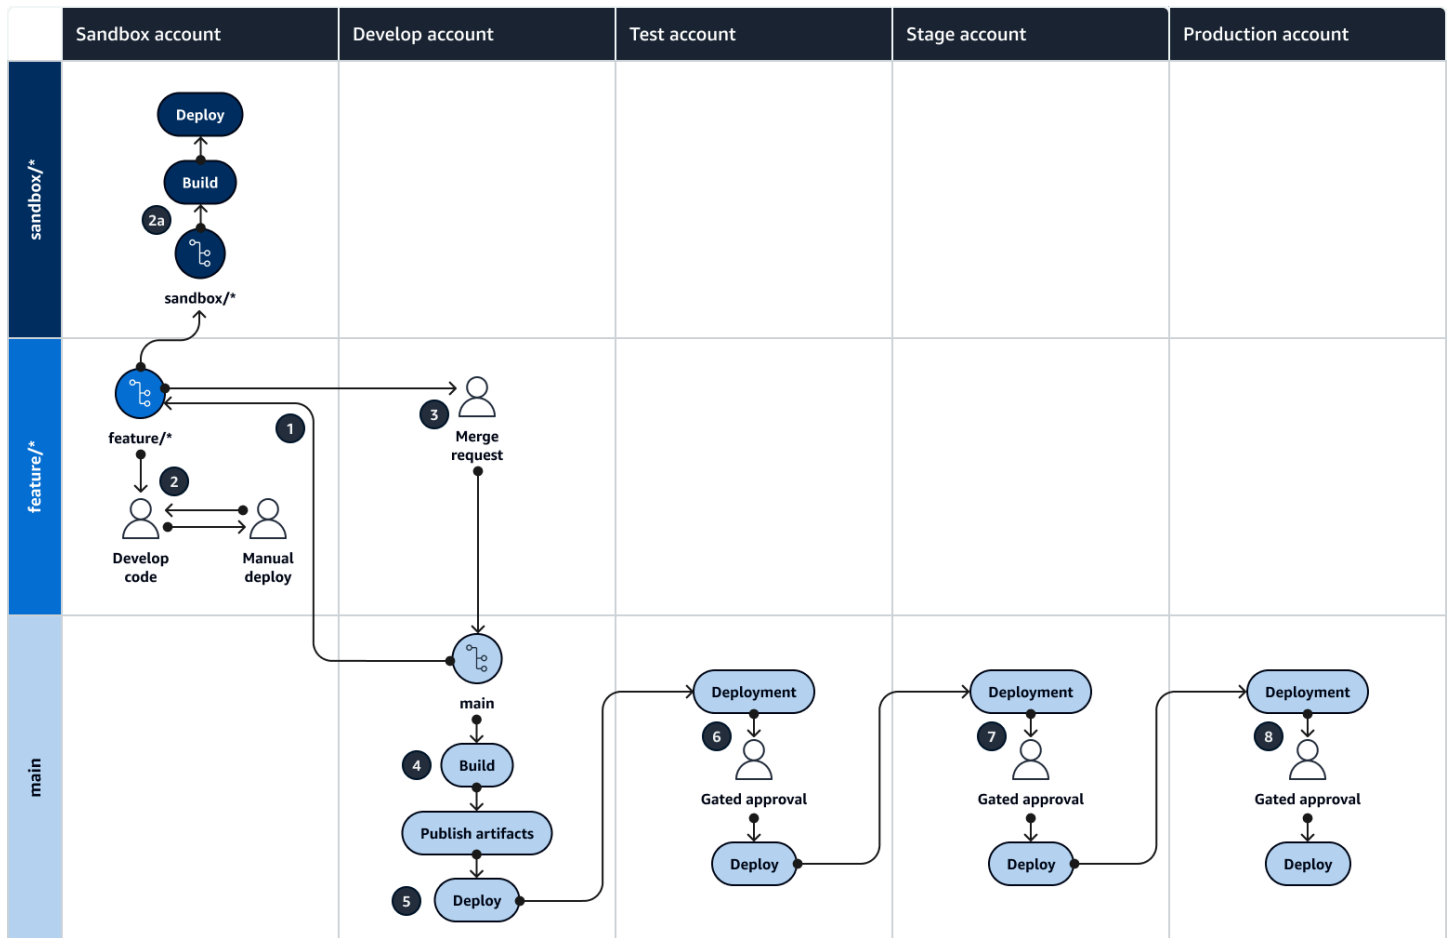 Sandbox account
Develop account
Test account
Stage account
Production account
sandbox/*
Deploy
Build
2a
sandbox/*
feature/*
feature/*
1
2
Develop
code
Manual
deploy
3
Merge
request
main
main
4
Build
Publish artifacts
5
Deploy
Deployment
6
Gated approval
Deploy
Deployment
7
Gated approval
Deploy
Deployment
8
Gated approval
Deploy